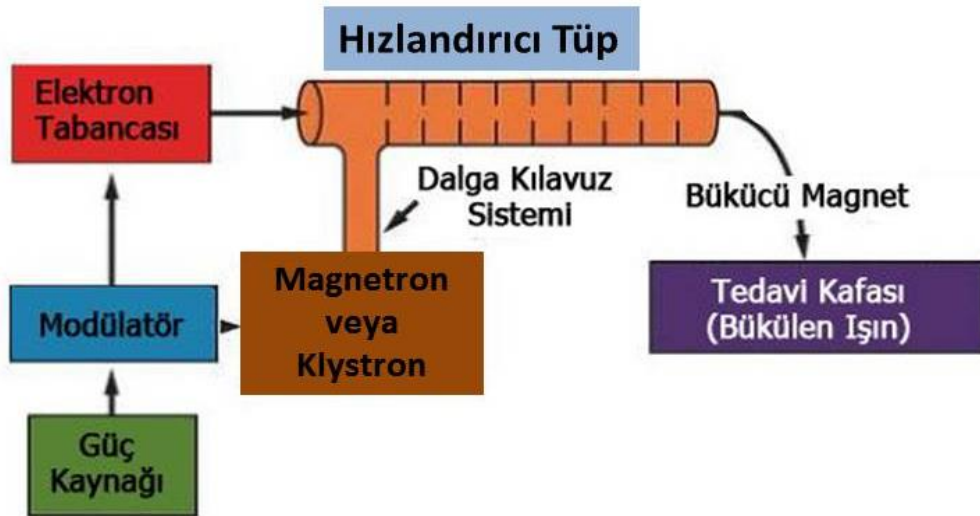 Hızlandırıcı Tüp
Elektron
Tabancası
Dalga Kılavuz
Sistemi
Bükücü Magnet
Magnetron
veya
Klystron
Tedavi Kafası
(Bükülen Işın)
Modülatör
Güç
Kaynağı